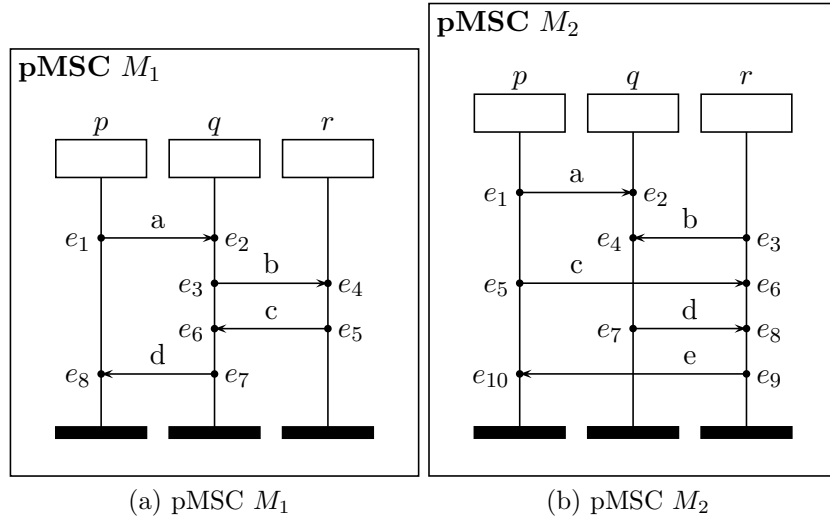 pMSC M₁
p q r
a
e₁ e₂
b
e₃ e₄
c
e₆ e₅
d
e₈ e₇
(a) pMSC M₁
pMSC M₂
p q r
a
e₁ e₂
b
e₄ e₃
c
e₅ e₆
d
e₇ e₈
e
e₁₀ e₉
(b) pMSC M₂